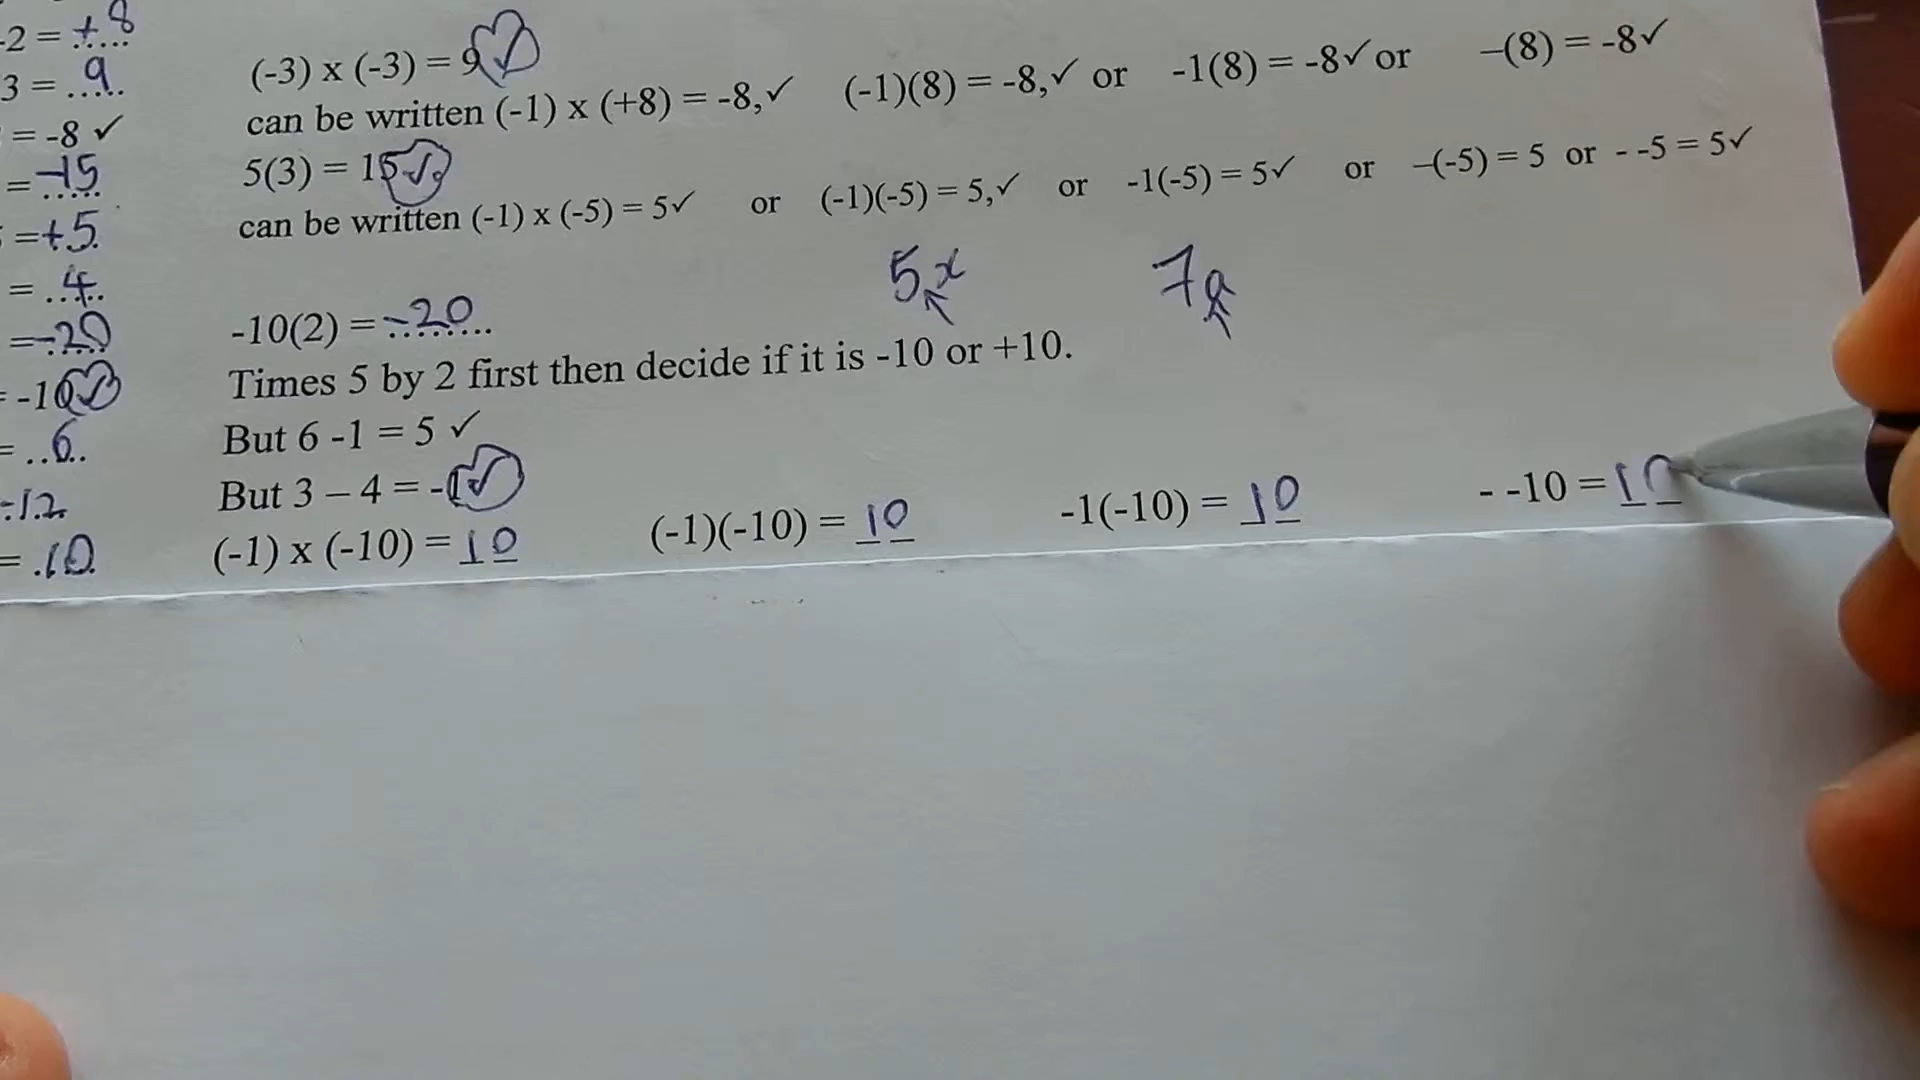 -2 = +8
3 = 9 (-3) x (-3) = 9 ✓
= -8 ✓ can be written (-1) x (+8) = -8,✓ (-1)(8) = -8,✓ or -1(8) = -8✓ or –(8) = -8✓
= -15 5(3) = 15 ✓
= +5 can be written (-1) x (-5) = 5✓ or (-1)(-5) = 5,✓ or -1(-5) = 5✓ or –(-5) = 5 or - -5 = 5✓
= 4 5x 7a
= -20 -10(2) = -20
= -10 ✓ Times 5 by 2 first then decide if it is -10 or +10.
= 6 But 6 -1 = 5 ✓
-12 But 3 – 4 = -1 ✓
= 10 (-1) x (-10) = 10 (-1)(-10) = 10 -1(-10) = 10 - -10 = 10